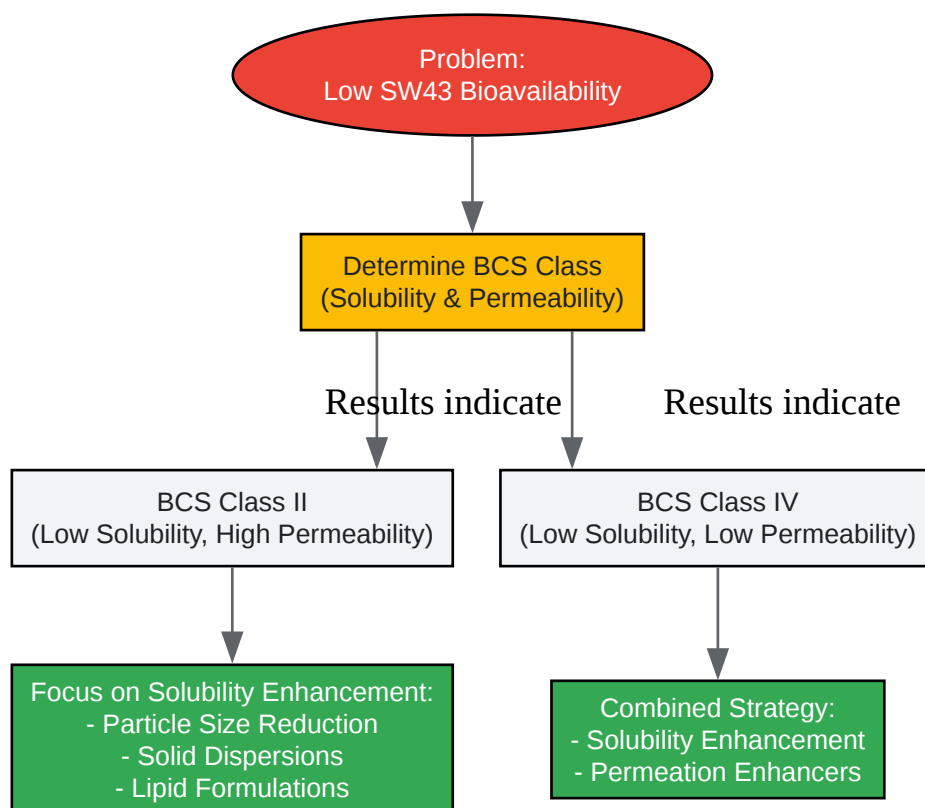 Problem:
Low SW43 Bioavailability
Determine BCS Class
(Solubility & Permeability)
Results indicate
Results indicate
BCS Class II
(Low Solubility, High Permeability)
BCS Class IV
(Low Solubility, Low Permeability)
Focus on Solubility Enhancement:
- Particle Size Reduction
- Solid Dispersions
- Lipid Formulations
Combined Strategy:
- Solubility Enhancement
- Permeation Enhancers